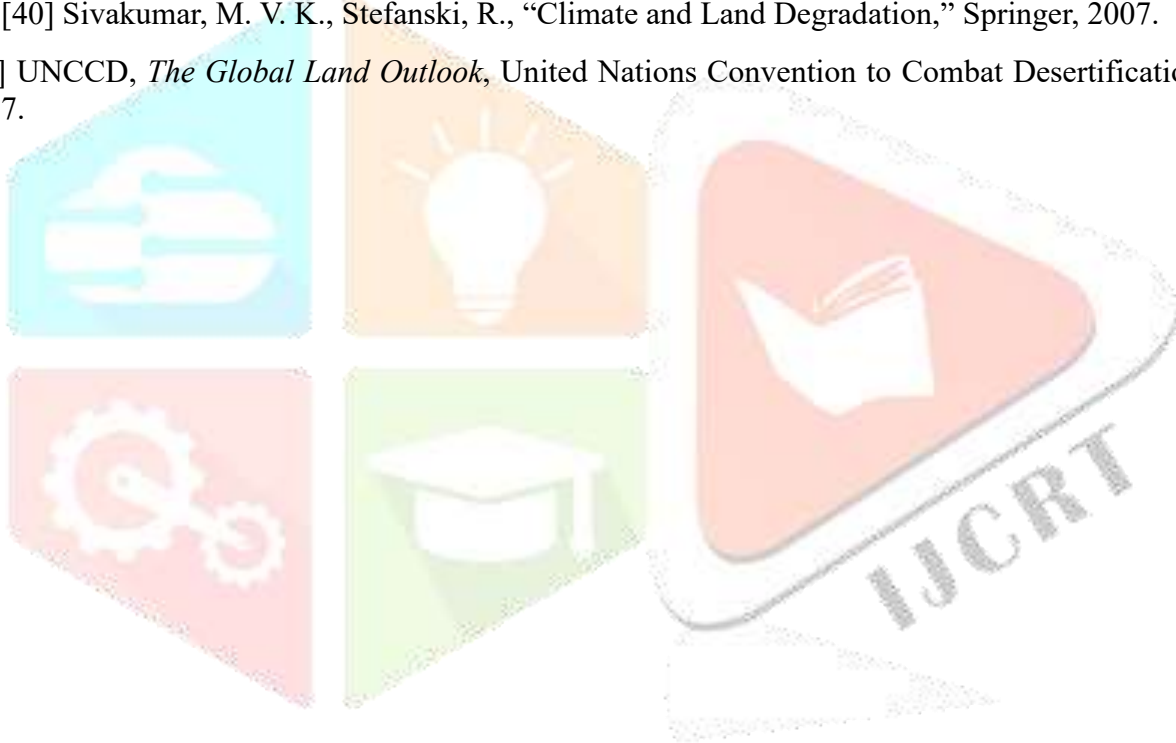 [40] Sivakumar, M. V. K., Stefanski, R., “Climate and Land Degradation,” Springer, 2007.
] UNCCD, The Global Land Outlook, United Nations Convention to Combat
7.
IJCRT